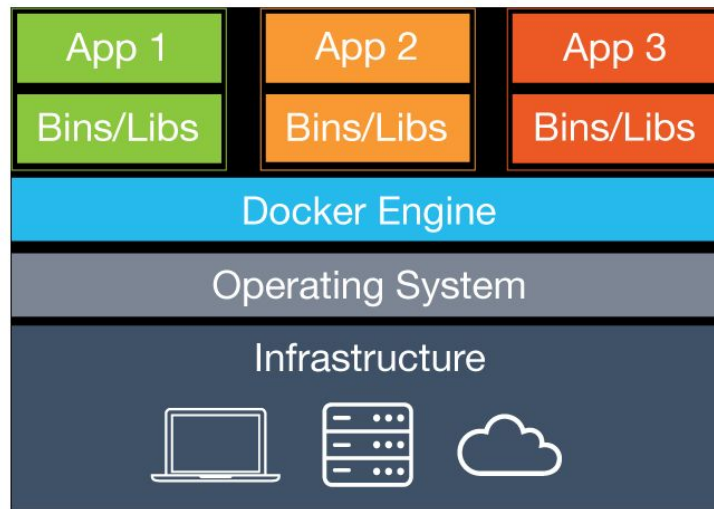 App 1
App 2
App 3
Bins/Libs
Bins/Libs
Bins/Libs
Docker Engine
Operating System
Infrastructure